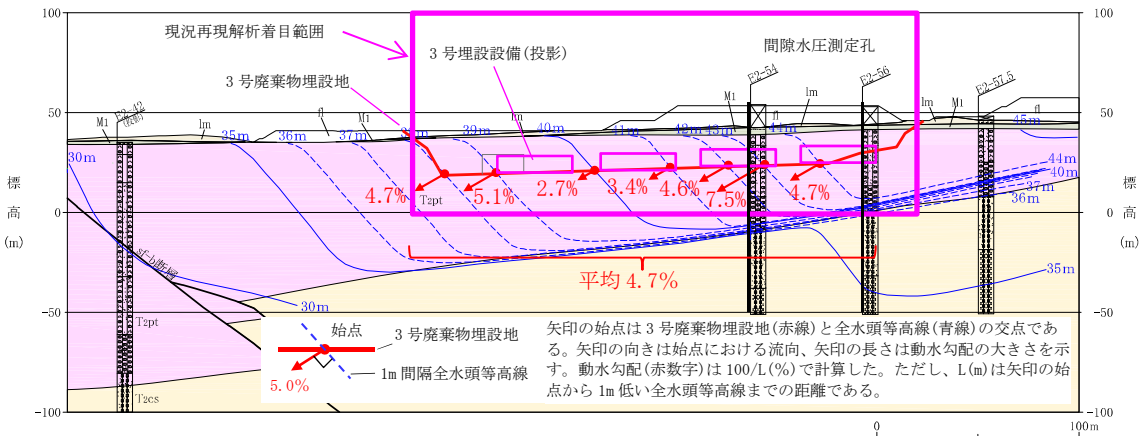 100
100
現況再現解析着目範囲
3号埋設設備(投影)
間隙水圧測定孔
3号廃棄物埋設地
E2-54
E2-56
E2-57.5
50
50
M1
lm
fl
M1
M1
fl
lm
lm
M1
fl
30m
35m
36m
37m
39m
40m
41m
42m
43m
44m
45m
44m
40m
37m
36m
4.7%
5.1%
2.7%
3.4%
4.6%
7.5%
4.7%
T2pt
標
高
(m)
標
高
(m)
0
0
sf-b断層
平均 4.7%
35m
30m
-50
-50
T2pt
T2cs
始点
3号廃棄物埋設地
1m間隔全水頭等高線
5.0%
矢印の始点は3号廃棄物埋設地(赤線)と全水頭等高線(青線)の交点であ
る。矢印の向きは始点における流向、矢印の長さは動水勾配の大きさを示
す。動水勾配(赤数字)は100/L(%)で計算した。ただし、L(m)は矢印の始
点から1m低い全水頭等高線までの距離である。
-100
-100
0
100m